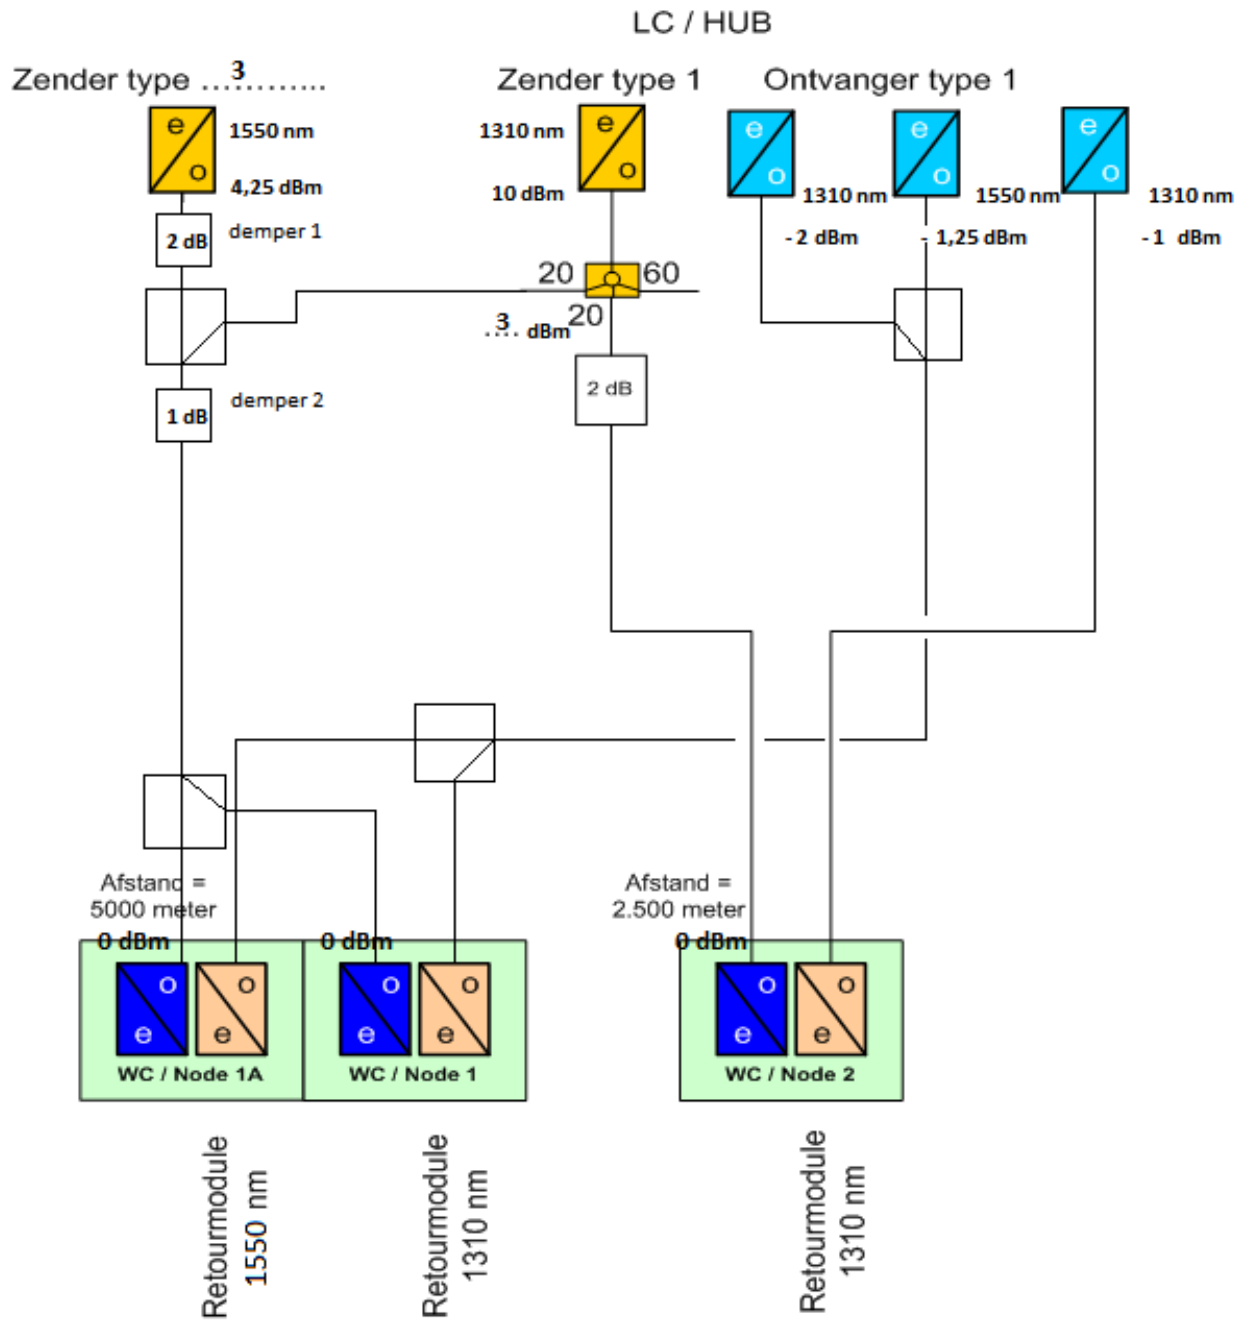 LC / HUB
Zender type ....3........
Zender type 1
Ontvanger type 1
e
o
1550 nm
4,25 dBm
1310 nm
10 dBm
e
o
e
o
1310 nm
- 2 dBm
e
o
1550 nm
- 1,25 dBm
e
o
1310 nm
- 1 dBm
2 dB
demper 1
20
60
20
..3.. dBm
2 dB
1 dB
demper 2
Afstand =
5000 meter
0 dBm
0 dBm
Afstand =
2.500 meter
0 dBm
o
e
o
e
WC / Node 1A
o
e
o
e
WC / Node 1
o
e
o
e
WC / Node 2
Retourmodule
1550 nm
Retourmodule
1310 nm
Retourmodule
1310 nm